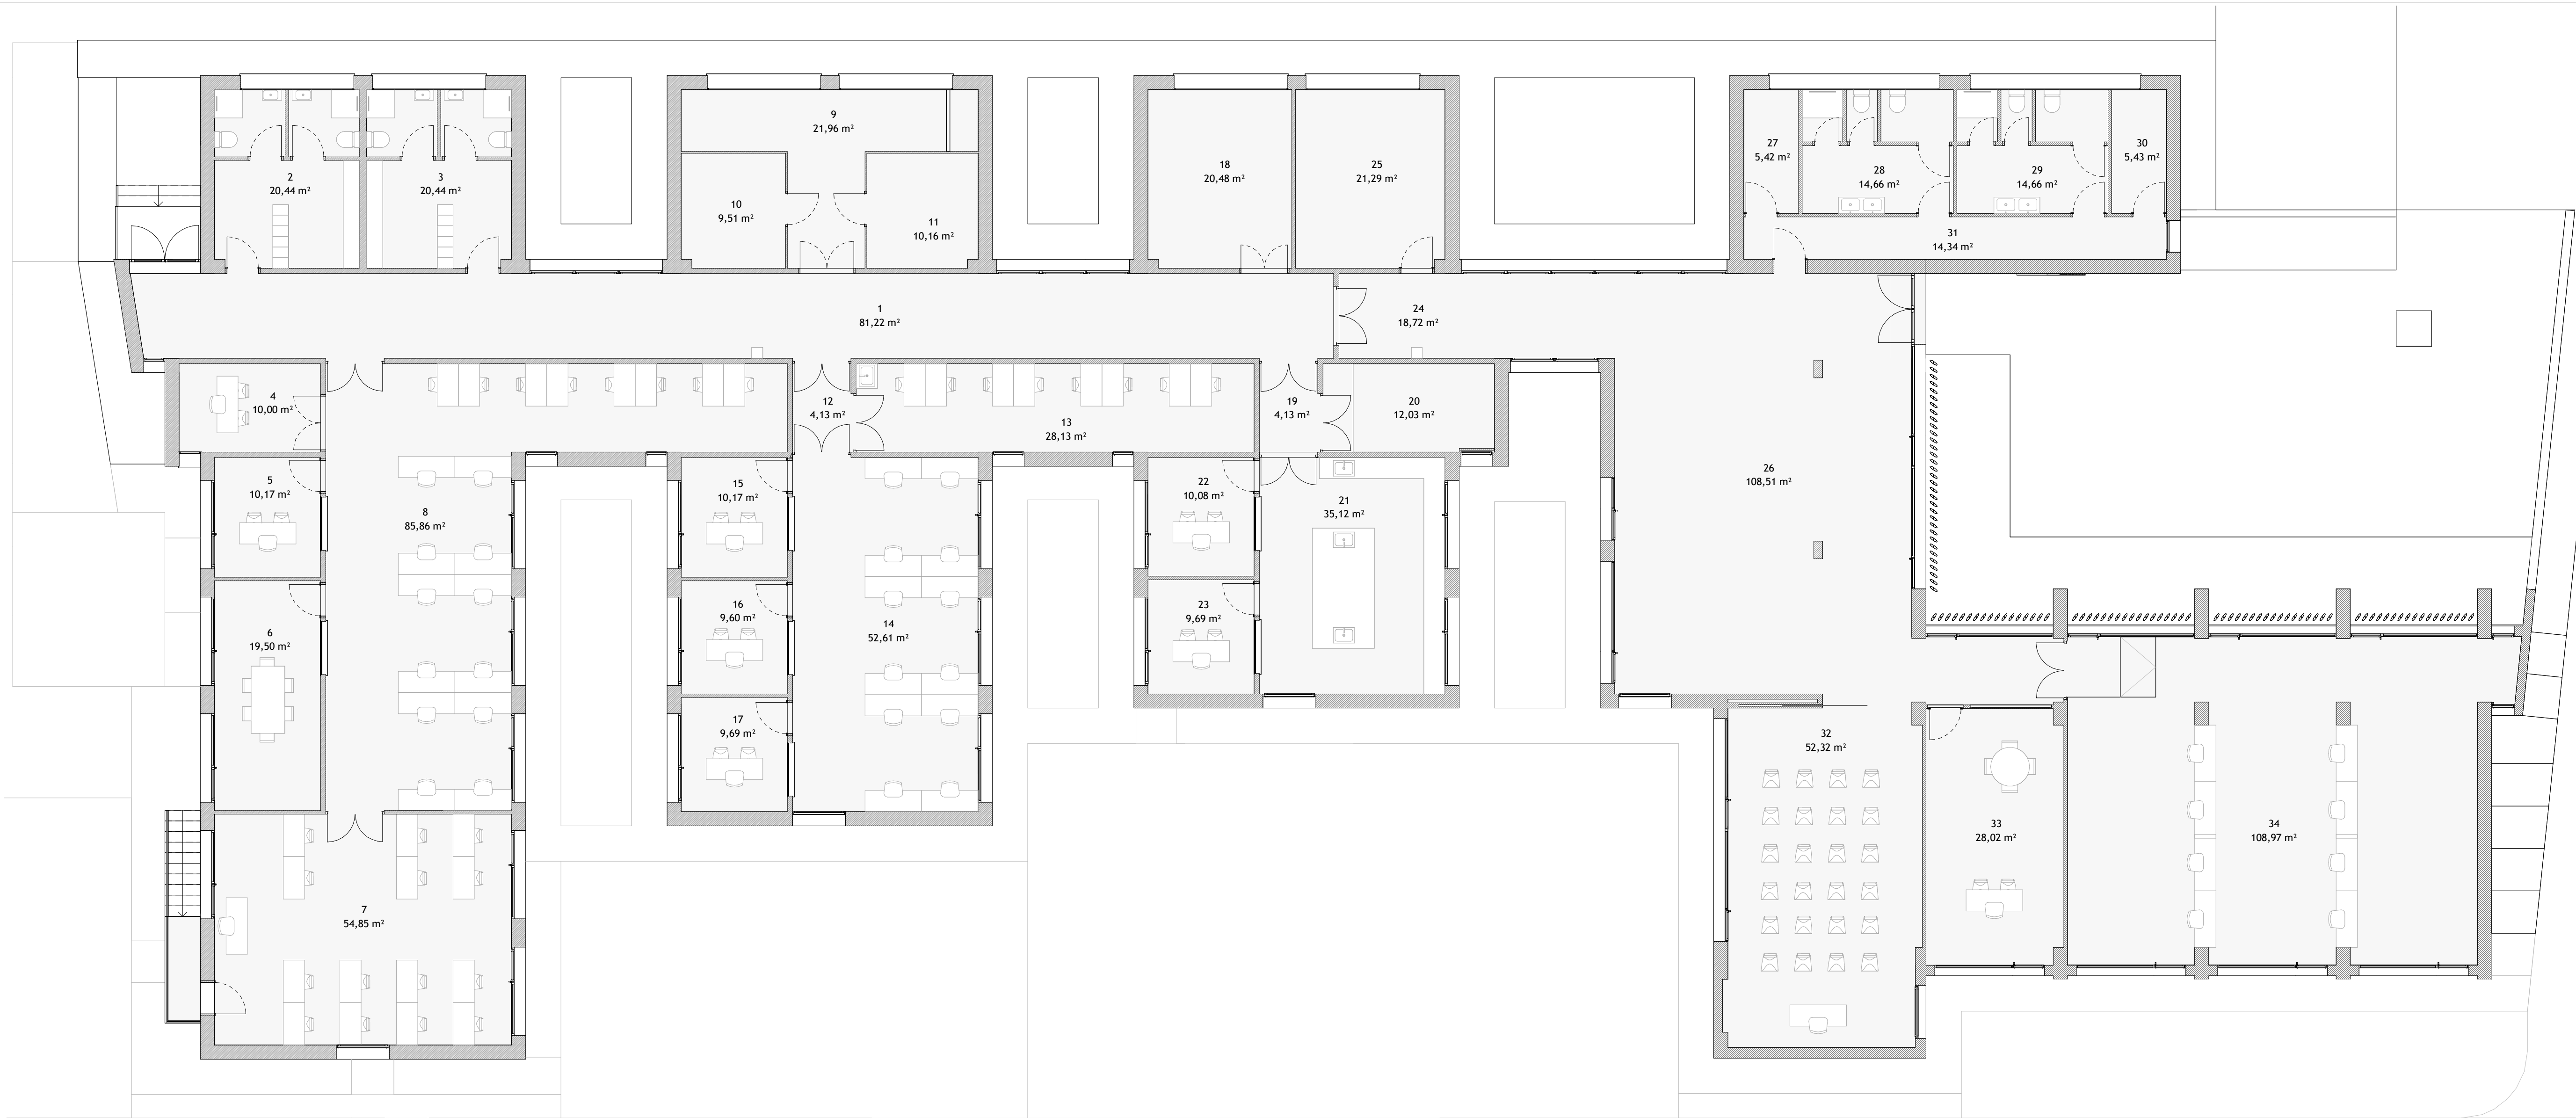 1
81,22 m²
2
20,44 m²
3
20,44 m²
4
10,00 m²
5
10,17 m²
6
19,50 m²
7
54,85 m²
8
85,86 m²
9
21,96 m²
10
9,51 m²
11
10,16 m²
12
4,13 m²
13
28,13 m²
14
52,61 m²
15
10,17 m²
16
9,60 m²
17
9,69 m²
18
20,48 m²
19
4,13 m²
20
12,03 m²
21
35,12 m²
22
10,08 m²
23
9,69 m²
24
18,72 m²
25
21,29 m²
26
108,51 m²
27
5,42 m²
28
14,66 m²
29
14,66 m²
30
5,43 m²
31
14,34 m²
32
52,32 m²
33
28,02 m²
34
108,97 m²